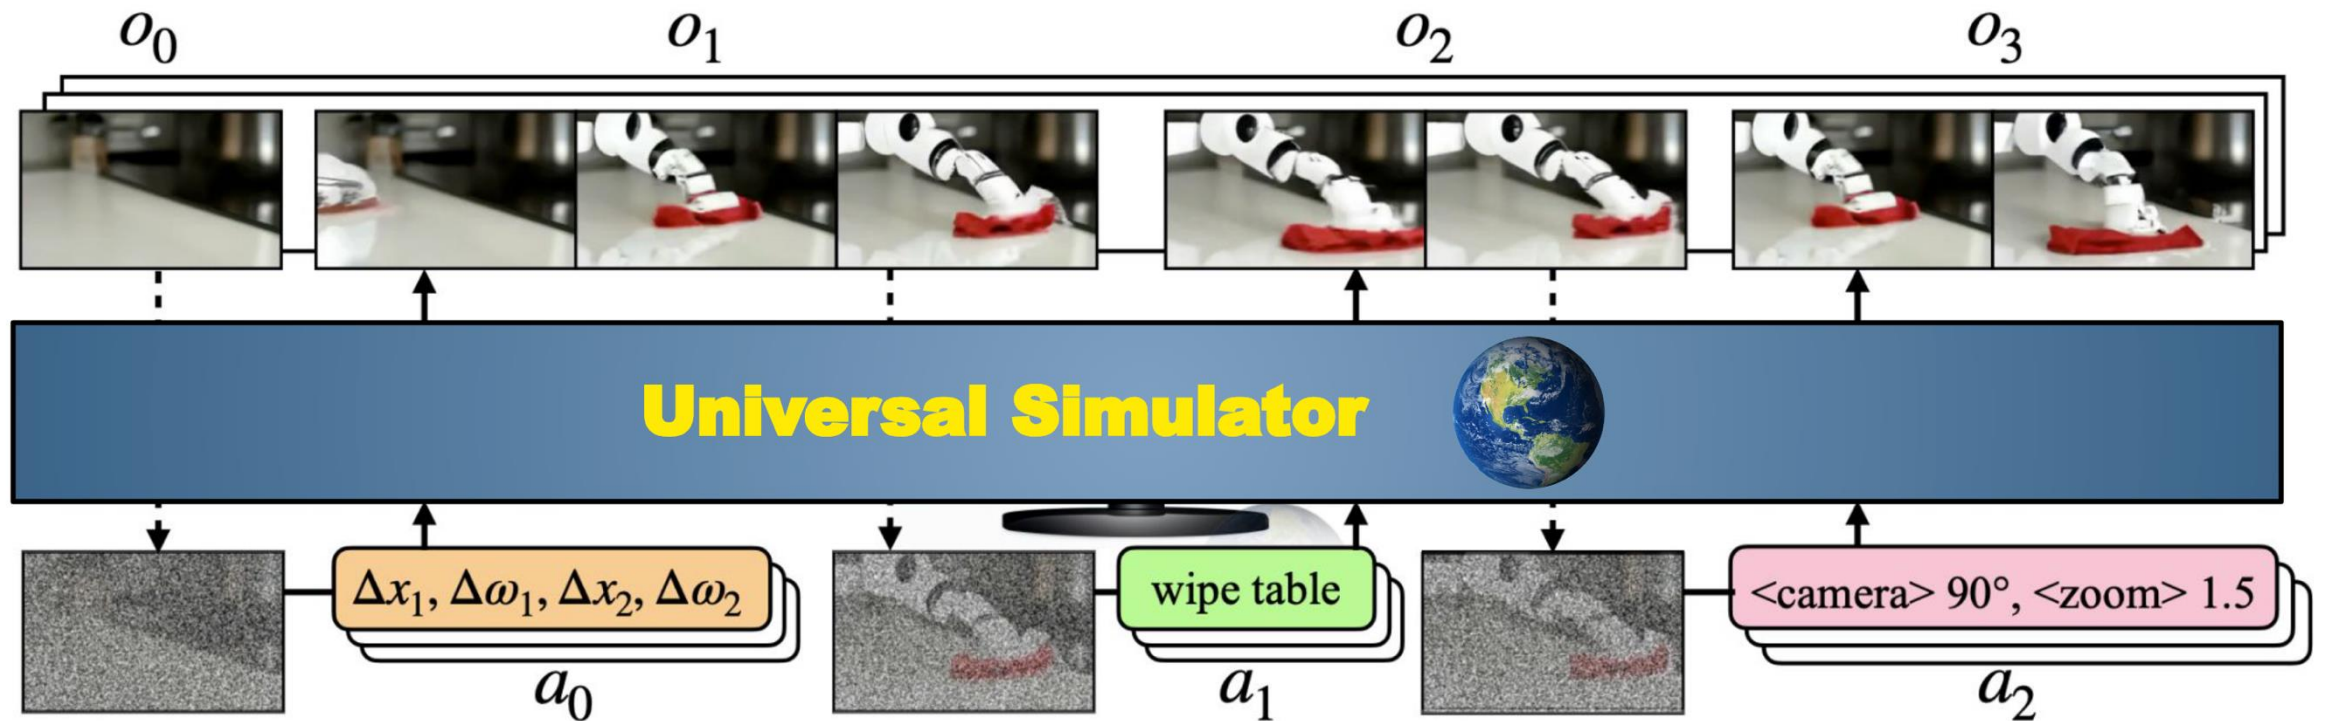 o₀ o₁ o₂ o₃
Universal Simulator
Δx₁, Δω₁, Δx₂, Δω₂ wipe table <camera> 90°, <zoom> 1.5
a₀ a₁ a₂